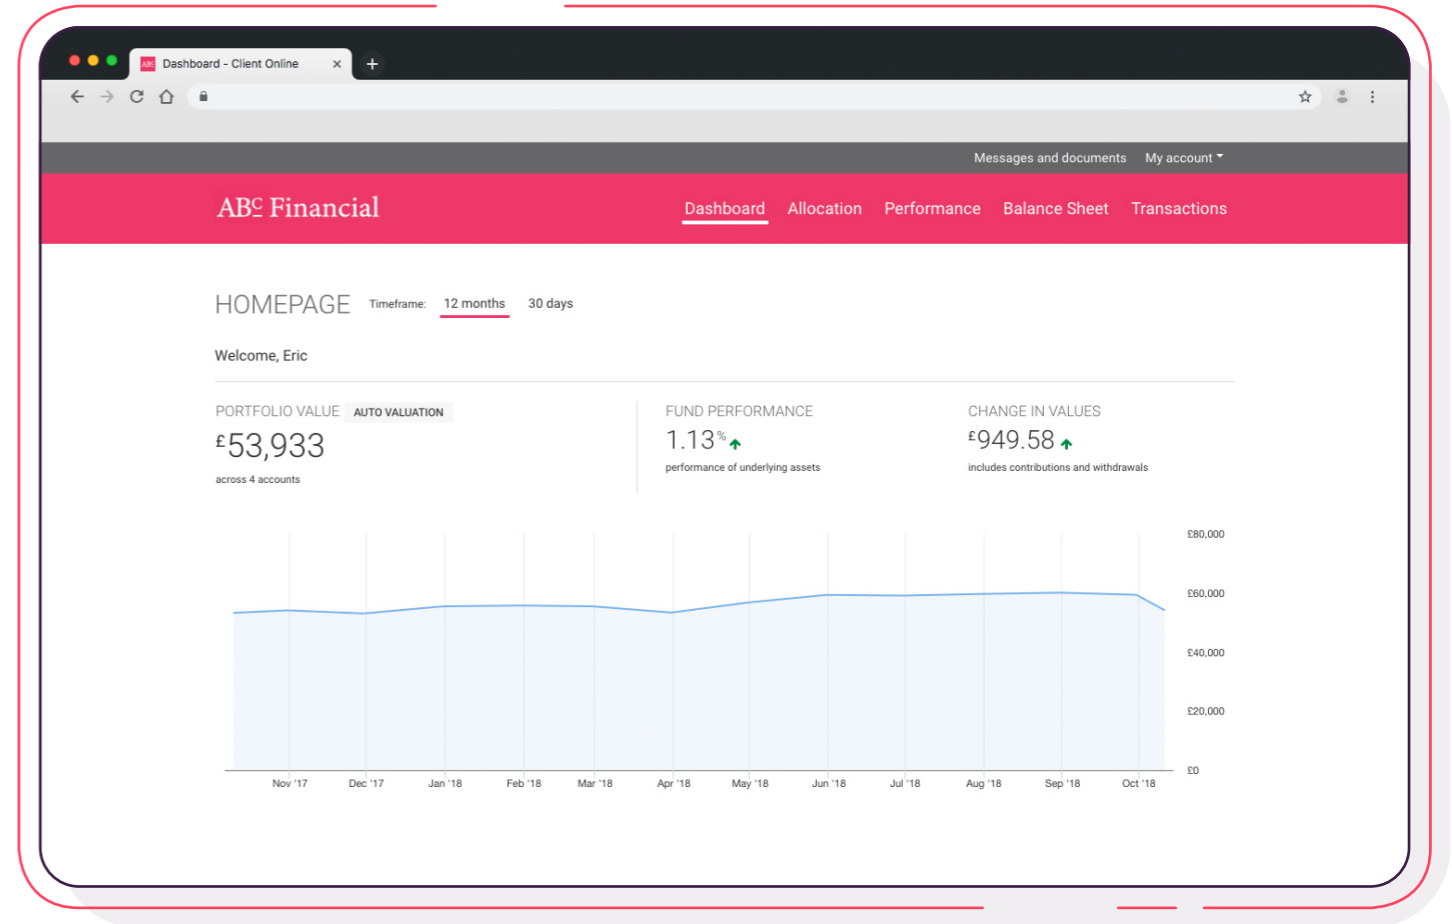 ABC Dashboard - Client Online
Messages and documents My account
ABC Financial
Dashboard Allocation Performance Balance Sheet Transactions
HOMEPAGE Timeframe: 12 months 30 days
Welcome, Eric
PORTFOLIO VALUE AUTO VALUATION
£53,933
across 4 accounts
FUND PERFORMANCE
1.13%
performance of underlying assets
CHANGE IN VALUES
£949.58
includes contributions and withdrawals
£80,000
£60,000
£40,000
£20,000
£0
Nov '17 Dec '17 Jan '18 Feb '18 Mar '18 Apr '18 May '18 Jun '18 Jul '18 Aug '18 Sep '18 Oct '18